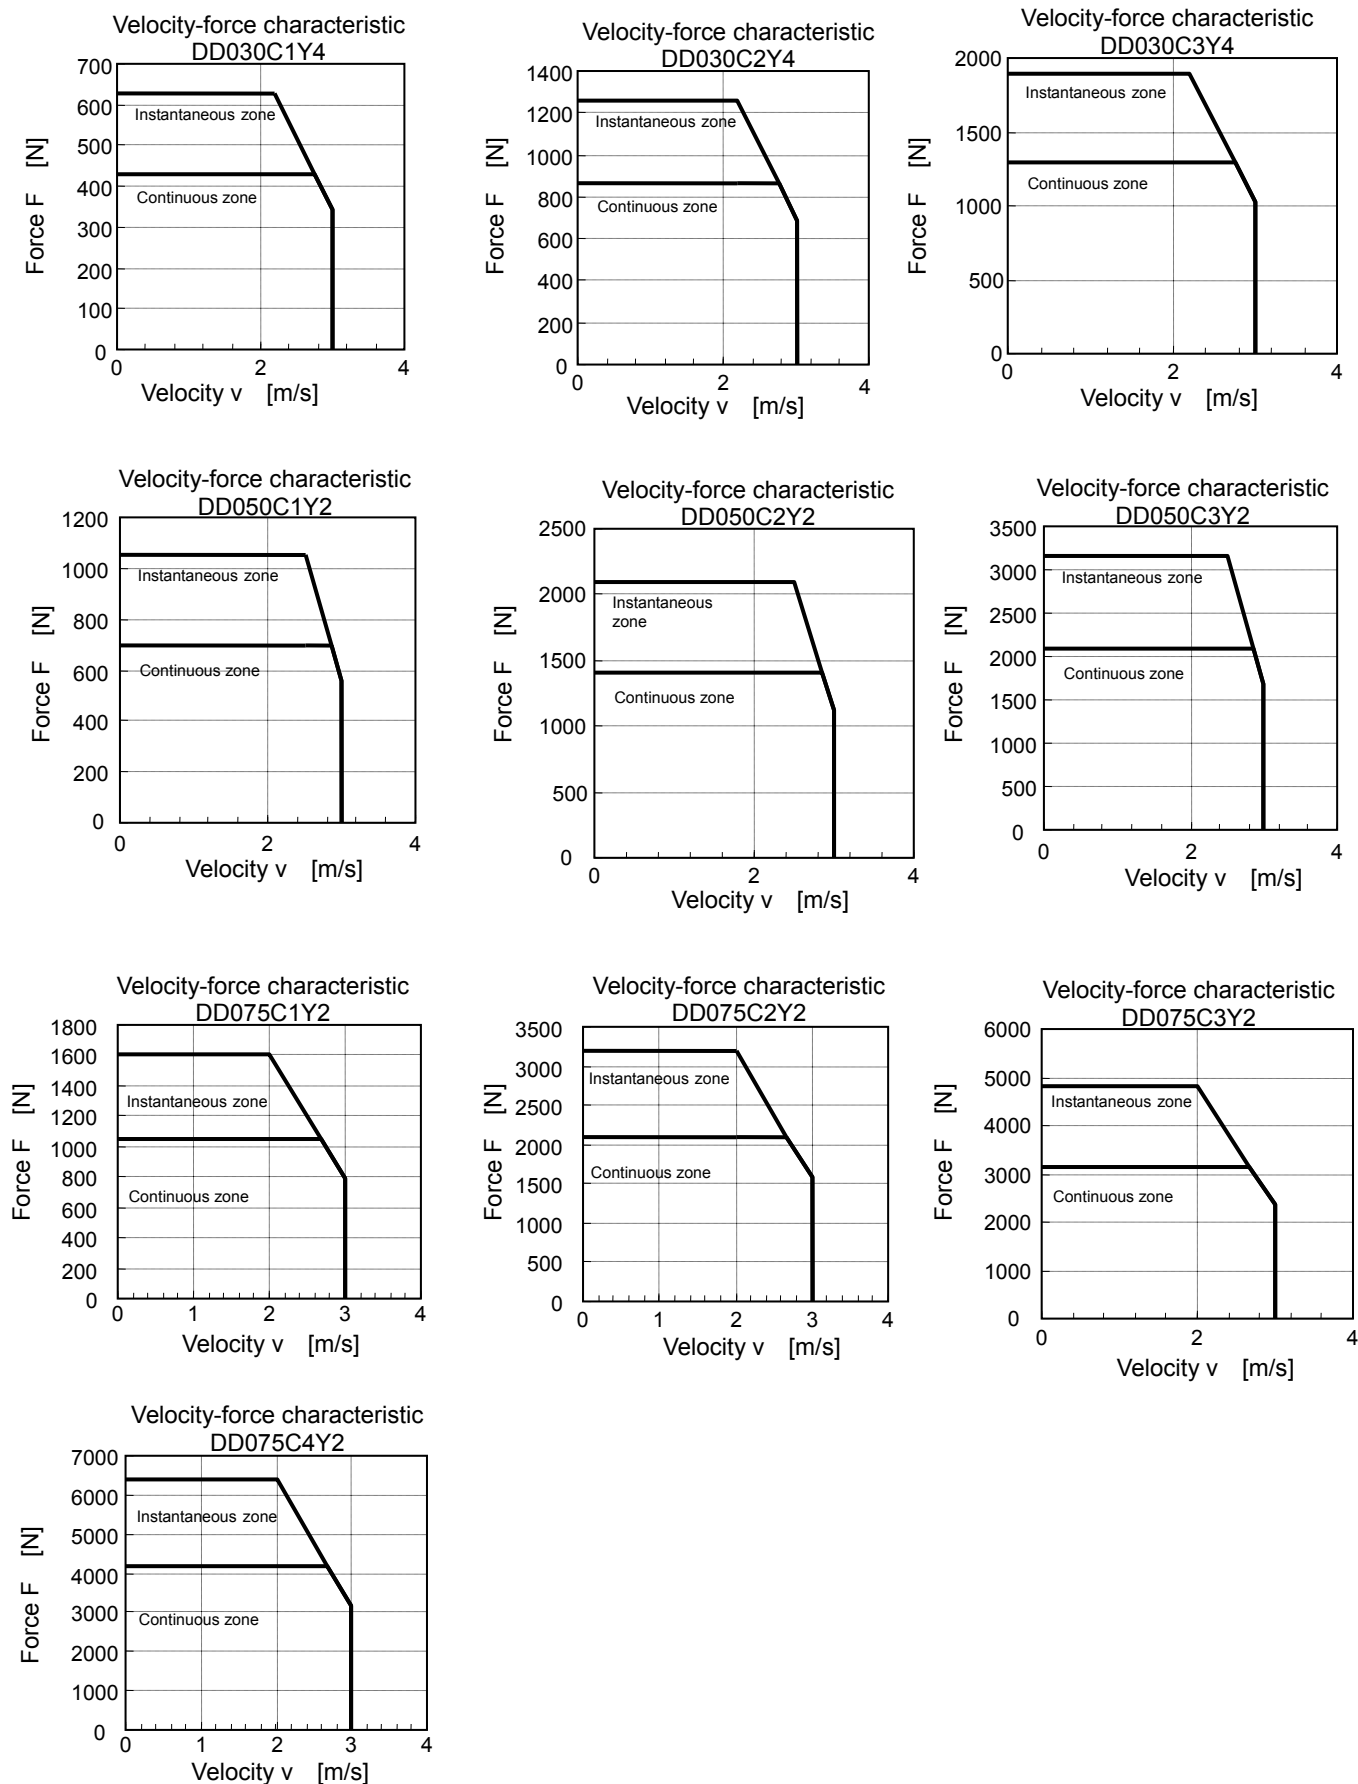 Velocity-force characteristic
DD030C1Y4
700
600
500
400
300
200
100
0
Force F [N]
Instantaneous zone
Continuous zone
0 2 4
Velocity v [m/s]
Velocity-force characteristic
DD030C2Y4
1400
1200
1000
800
600
400
200
0
Force F [N]
Instantaneous zone
Continuous zone
0 2 4
Velocity v [m/s]
Velocity-force characteristic
DD030C3Y4
2000
1500
1000
500
0
Force F [N]
Instantaneous zone
Continuous zone
0 2 4
Velocity v [m/s]
Velocity-force characteristic
DD050C1Y2
1200
1000
800
600
400
200
0
Force F [N]
Instantaneous zone
Continuous zone
0 2 4
Velocity v [m/s]
Velocity-force characteristic
DD050C2Y2
2500
2000
1500
1000
500
0
Force F [N]
Instantaneous
zone
Continuous zone
0 2 4
Velocity v [m/s]
Velocity-force characteristic
DD050C3Y2
3500
3000
2500
2000
1500
1000
500
0
Force F [N]
Instantaneous zone
Continuous zone
0 2 4
Velocity v [m/s]
Velocity-force characteristic
DD075C1Y2
1800
1600
1400
1200
1000
800
600
400
200
0
Force F [N]
Instantaneous zone
Continuous zone
0 1 2 3 4
Velocity v [m/s]
Velocity-force characteristic
DD075C2Y2
3500
3000
2500
2000
1500
1000
500
0
Force F [N]
Instantaneous zone
Continuous zone
0 1 2 3 4
Velocity v [m/s]
Velocity-force characteristic
DD075C3Y2
6000
5000
4000
3000
2000
1000
0
Force F [N]
Instantaneous zone
Continuous zone
0 2 4
Velocity v [m/s]
Velocity-force characteristic
DD075C4Y2
7000
6000
5000
4000
3000
2000
1000
0
Force F [N]
Instantaneous zone
Continuous zone
0 1 2 3 4
Velocity v [m/s]